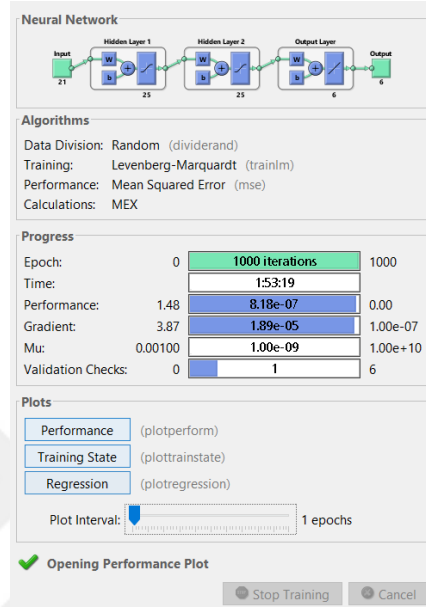 Neural Network
Hidden Layer 1 Hidden Layer 2 Output Layer
Input Output
W W W
b b b
21 25 25 6 6
Algorithms
Data Division: Random (dividerand)
Training: Levenberg-Marquardt (trainlm)
Performance: Mean Squared Error (mse)
Calculations: MEX
Progress
Epoch: 0 1000 iterations 1000
Time: 1:53:19
Performance: 1.48 8.18e-07 0.00
Gradient: 3.87 1.89e-05 1.00e-07
Mu: 0.00100 1.00e-09 1.00e+10
Validation Checks: 0 1 6
Plots
Performance (plotperform)
Training State (plottrainstate)
Regression (plotregression)
Plot Interval: 1 epochs
Opening Performance Plot
Stop Training Cancel